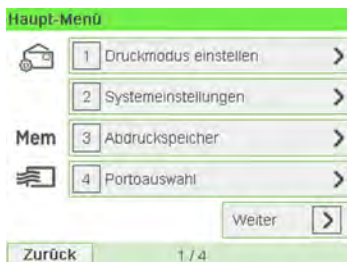 Haupt-Menü
1 Druckmodus einstellen >
2 Systemeinstellungen >
Mem 3 Abdruckspeicher >
4 Portoauswahl >
Weiter >
Zurück 1 / 4